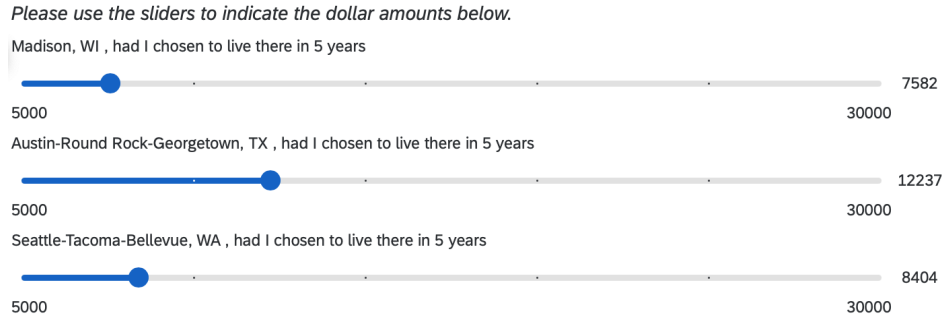 Please use the sliders to indicate the dollar amounts below.
Madison, WI , had I chosen to live there in 5 years
7582
5000 30000
Austin-Round Rock-Georgetown, TX , had I chosen to live there in 5 years
12237
5000 30000
Seattle-Tacoma-Bellevue, WA , had I chosen to live there in 5 years
8404
5000 30000